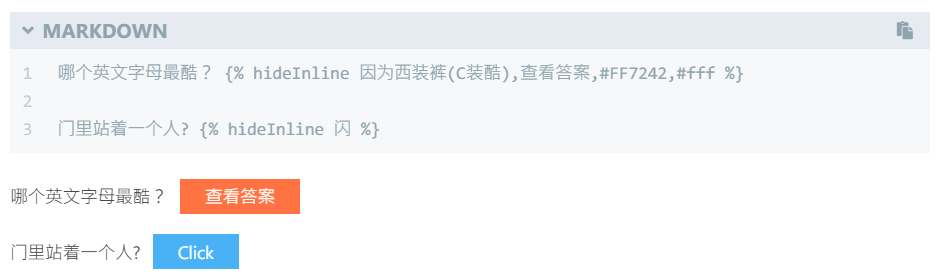 MARKDOWN
1 哪个英文字母最酷？ {% hideInline 因为西装裤(C装酷),查看答案,#FF7242,#fff %}
2
3 门里站着一个人? {% hideInline 闪 %}
哪个英文字母最酷？ 查看答案
门里站着一个人? Click